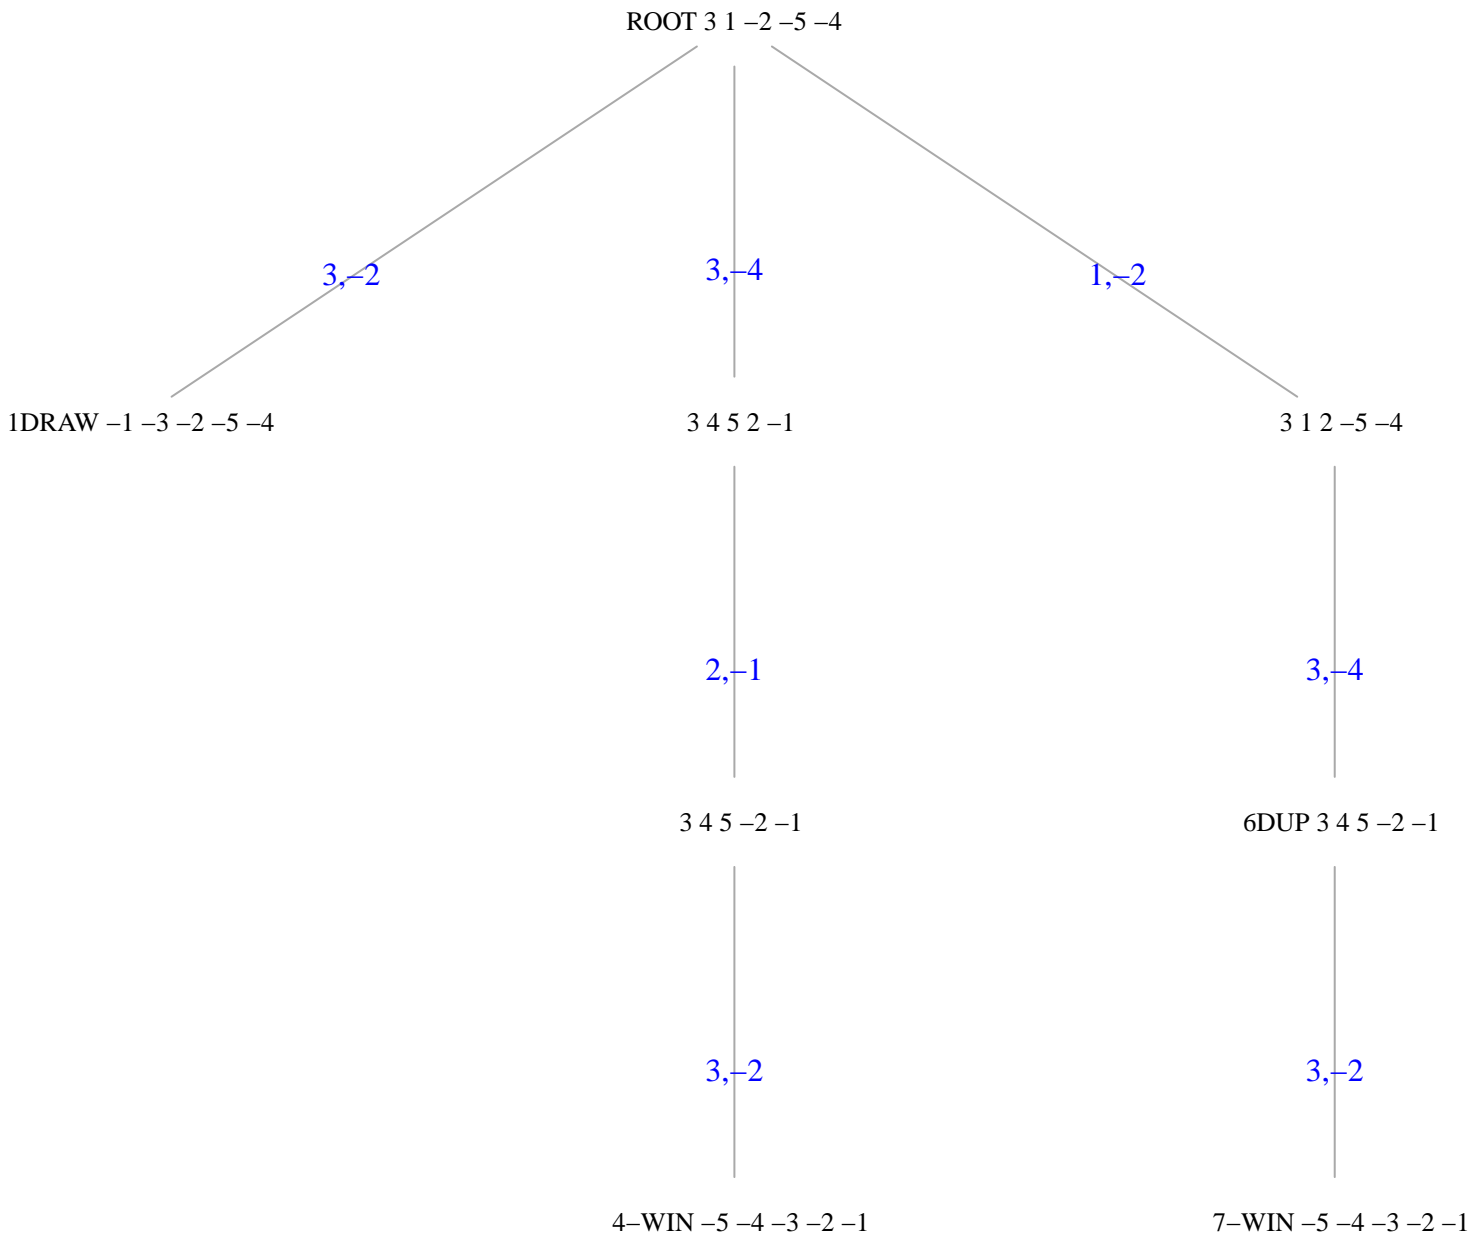 ROOT 3 1 –2 –5 –4
3,–2
3,–4
1,–2
1DRAW –1 –3 –2 –5 –4
3 4 5 2 –1
3 1 2 –5 –4
2,–1
3,–4
3 4 5 –2 –1
6DUP 3 4 5 –2 –1
3,–2
3,–2
4–WIN –5 –4 –3 –2 –1
7–WIN –5 –4 –3 –2 –1